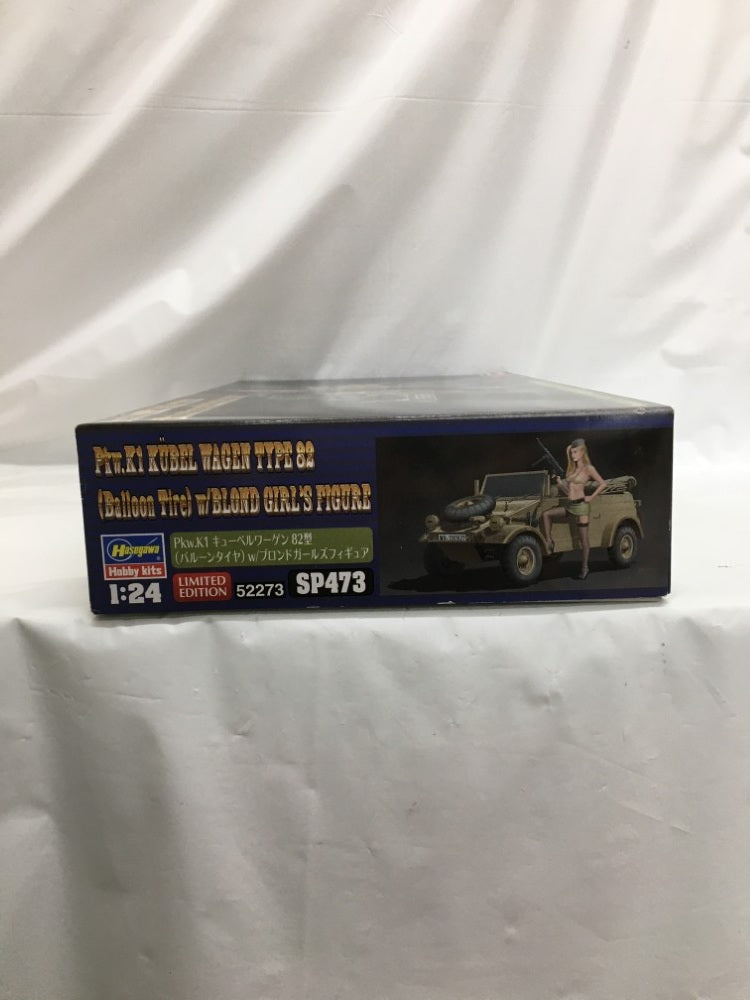 Pkw.K1 KÜBEL WAGEN TYPE 82
(Balloon Tire) w/BLOND GIRL'S FIGURE
Hasegawa
Hobby kits
Pkw.K1 キューベルワーゲン 82型
(バルーンタイヤ) w/ブロンドガールズフィギュア
1:24
LIMITED
EDITION
52273
SP473